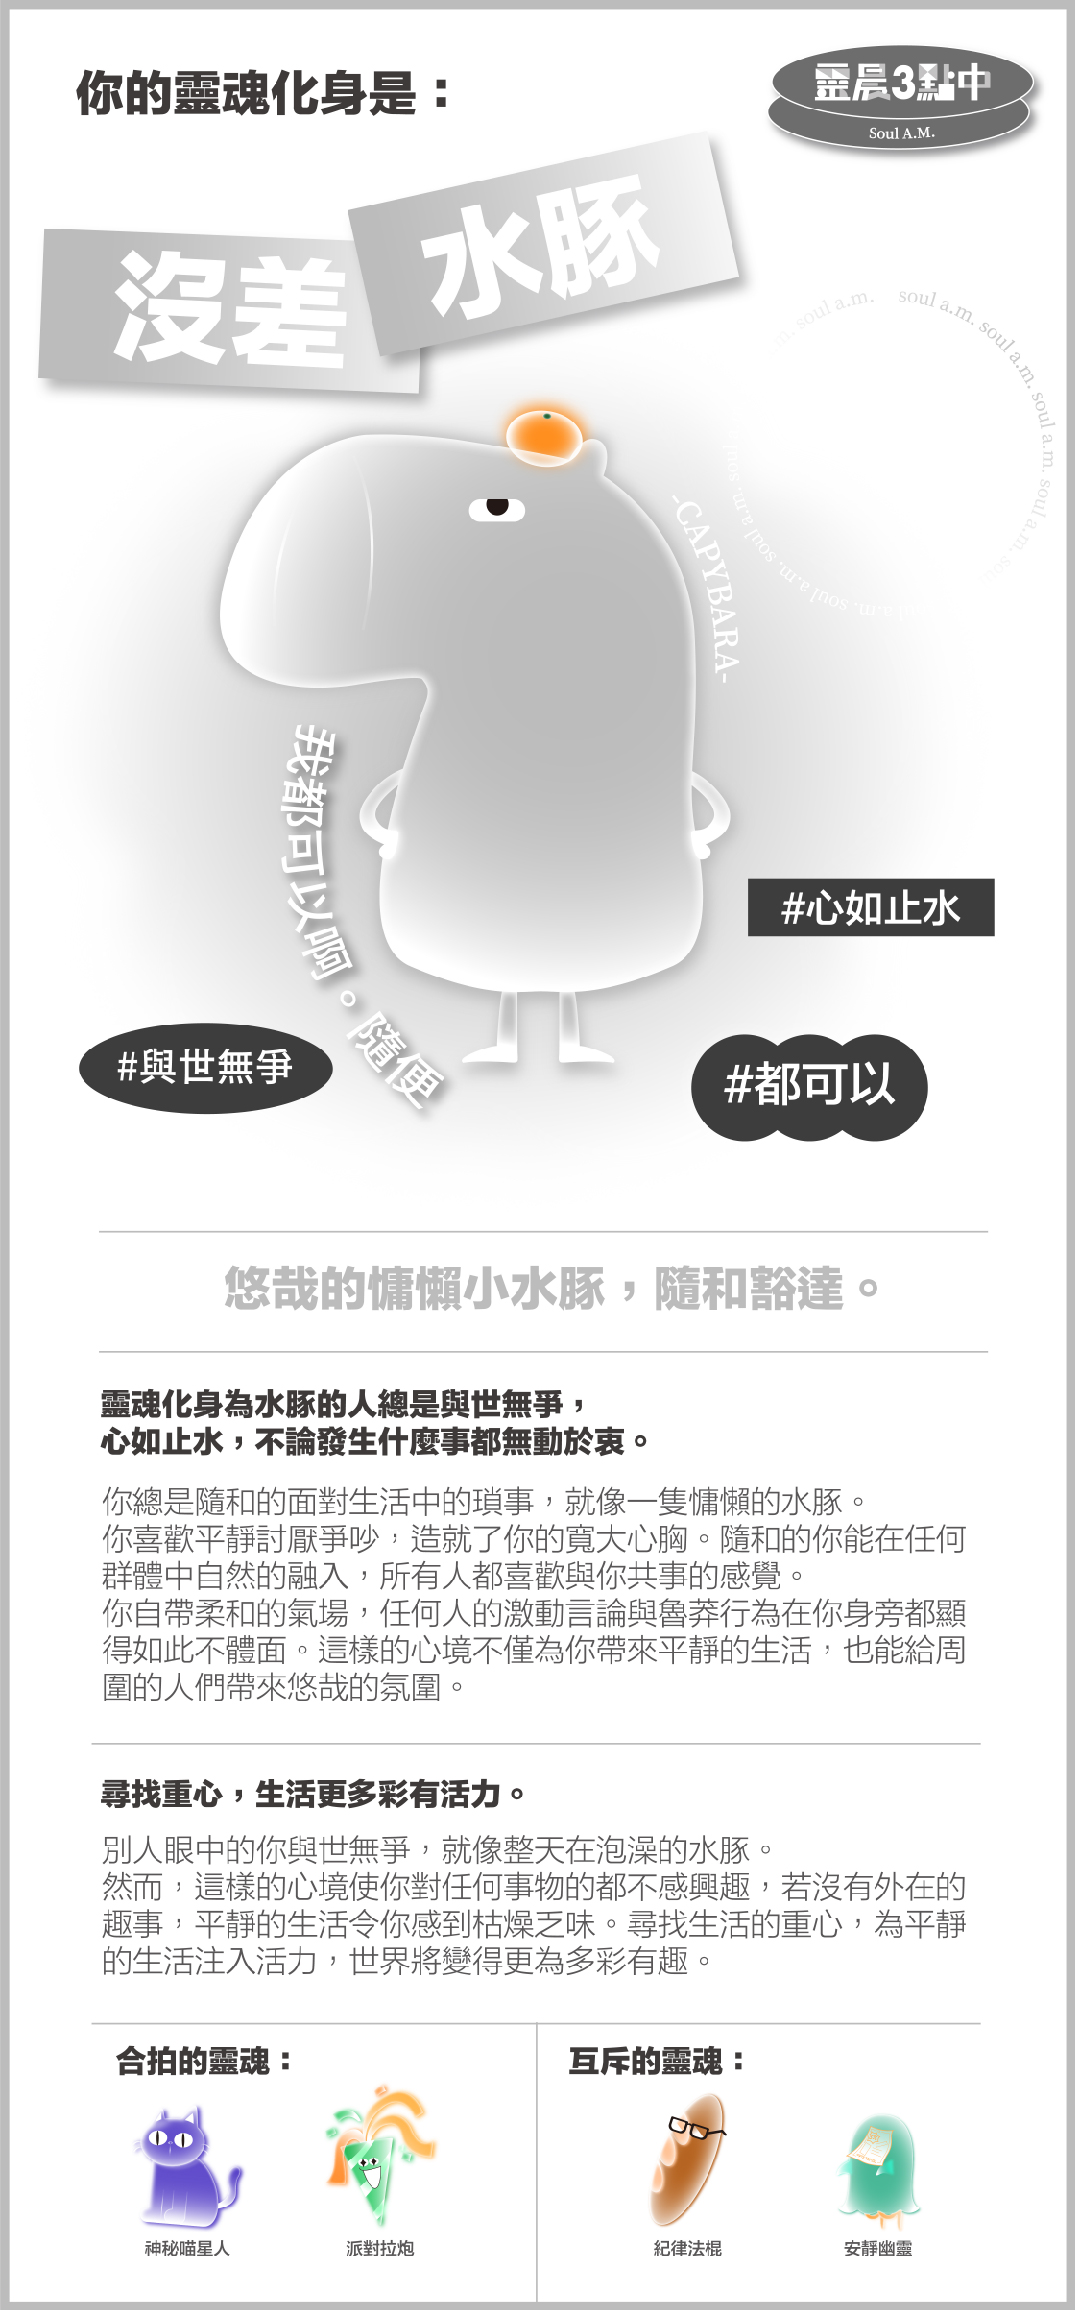 你的靈魂化身是：
靈晨3點中
Soul A.M.
沒差
水豚
soul a.m. soul a.m. soul a.m. soul a.m. soul a.m.
-CAPYBARA-
我都可以啊。隨便
#心如止水
#與世無爭
#都可以
悠哉的慵懶小水豚，隨和豁達。
靈魂化身為水豚的人總是與世無爭，
心如止水，不論發生什麼事都無動於衷。
你總是隨和的面對生活中的瑣事，就像一隻慵懶的水豚。
你喜歡平靜討厭爭吵，造就了你的寬大心胸。隨和的你能在任何
群體中自然的融入，所有人都喜歡與你共事的感覺。
你自帶柔和的氣場，任何人的激動言論與魯莽行為在你身旁都顯
得如此不體面。這樣的心境不僅為你帶來平靜的生活，也能給周
圍的人們帶來悠哉的氛圍。
尋找重心，生活更多彩有活力。
別人眼中的你與世無爭，就像整天在泡澡的水豚。
然而，這樣的心境使你對任何事物的都不感興趣，若沒有外在的
趣事，平靜的生活令你感到枯燥乏味。尋找生活的重心，為平靜
的生活注入活力，世界將變得更為多彩有趣。
合拍的靈魂：
互斥的靈魂：
神秘喵星人
派對拉炮
紀律法棍
安靜幽靈